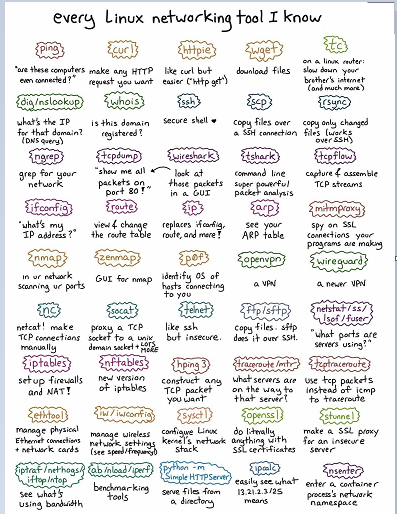 every Linux networking tool I know
ping
"are these computers
even connected?"
curl
make any HTTP
request you want
httpie
like curl but
easier ("http get")
wget
download files
tc
on a linux router:
slow down your
brother's internet
(and much more)
dig/nslookup
what's the IP
for that domain?
(DNS query)
whois
is this domain
registered?
ssh
secure shell ♥
scp
copy files over
a SSH connection
rsync
copy only changed
files (works
over SSH)
ngrep
grep for your
network
tcpdump
"show me all
packets on
port 80!"
wireshark
look at
those packets
in a GUI
tshark
command line
super powerful
packet analysis
tcpflow
capture & assemble
TCP streams
ifconfig
"what's my
IP address?"
route
view & change
the route table
ip
replaces ifconfig,
route, and more!
arp
see your
ARP table
mitmproxy
spy on SSL
connections your
programs are making
nmap
in ur network
scanning ur ports
zenmap
GUI for nmap
p0f
identify OS of
hosts connecting
to you
openvpn
a VPN
wireguard
a newer VPN
nc
netcat! make
TCP connections
manually
socat
proxy a TCP
socket to a unix
domain socket + LOTS
MORE
telnet
like ssh
but insecure.
ftp/sftp
copy files. sftp
does it over SSH.
netstat/ss/
lsof/fuser
"what ports are
servers using?"
iptables
set up firewalls
and NAT!
nftables
new version
of iptables
hping3
construct any
TCP packet
you want
traceroute/mtr
what servers are
on the way to
that server?
tcptraceroute
use tcp packets
instead of icmp
to traceroute
ethtool
manage physical
Ethernet connections
+ network cards
iw/iwconfig
manage wireless
network settings
(see speed/frequency!)
sysctl
configure Linux
kernel's network
stack
openssl
do literally
anything with
SSL certificates
stunnel
make a SSL proxy
for an insecure
server
iptraf/nethogs/
iftop/ntop
see what's
using bandwidth
ab/nload/iperf
benchmarking
tools
python -m
SimpleHTTPServer
serve files from
a directory
ipcalc
easily see what
13.21.2.3/25 means
nsenter
enter a container
process's network
namespace